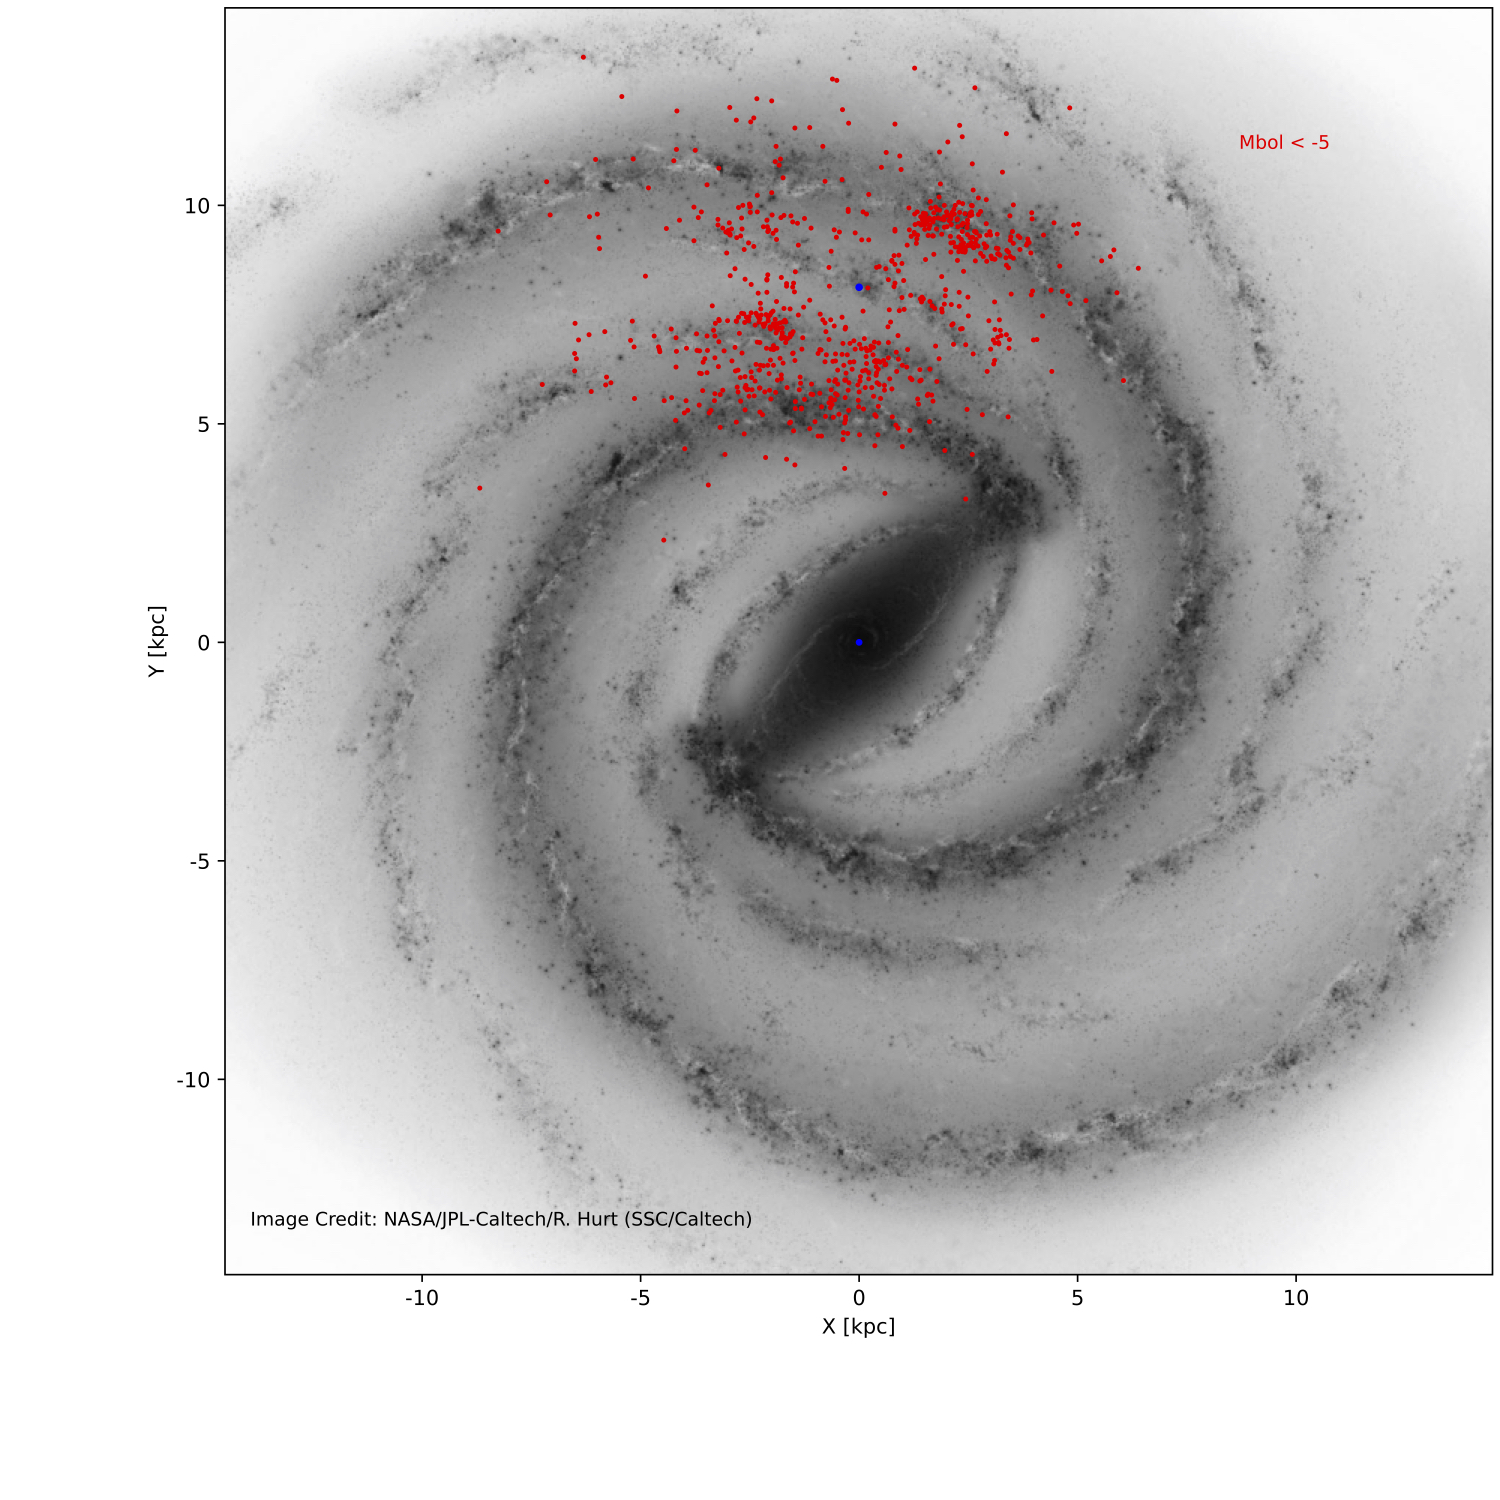 Mbol < -5
10
5
0
-5
-10
Y [kpc]
Image Credit: NASA/JPL-Caltech/R. Hurt (SSC/Caltech)
-10 -5 0 5 10
X [kpc]